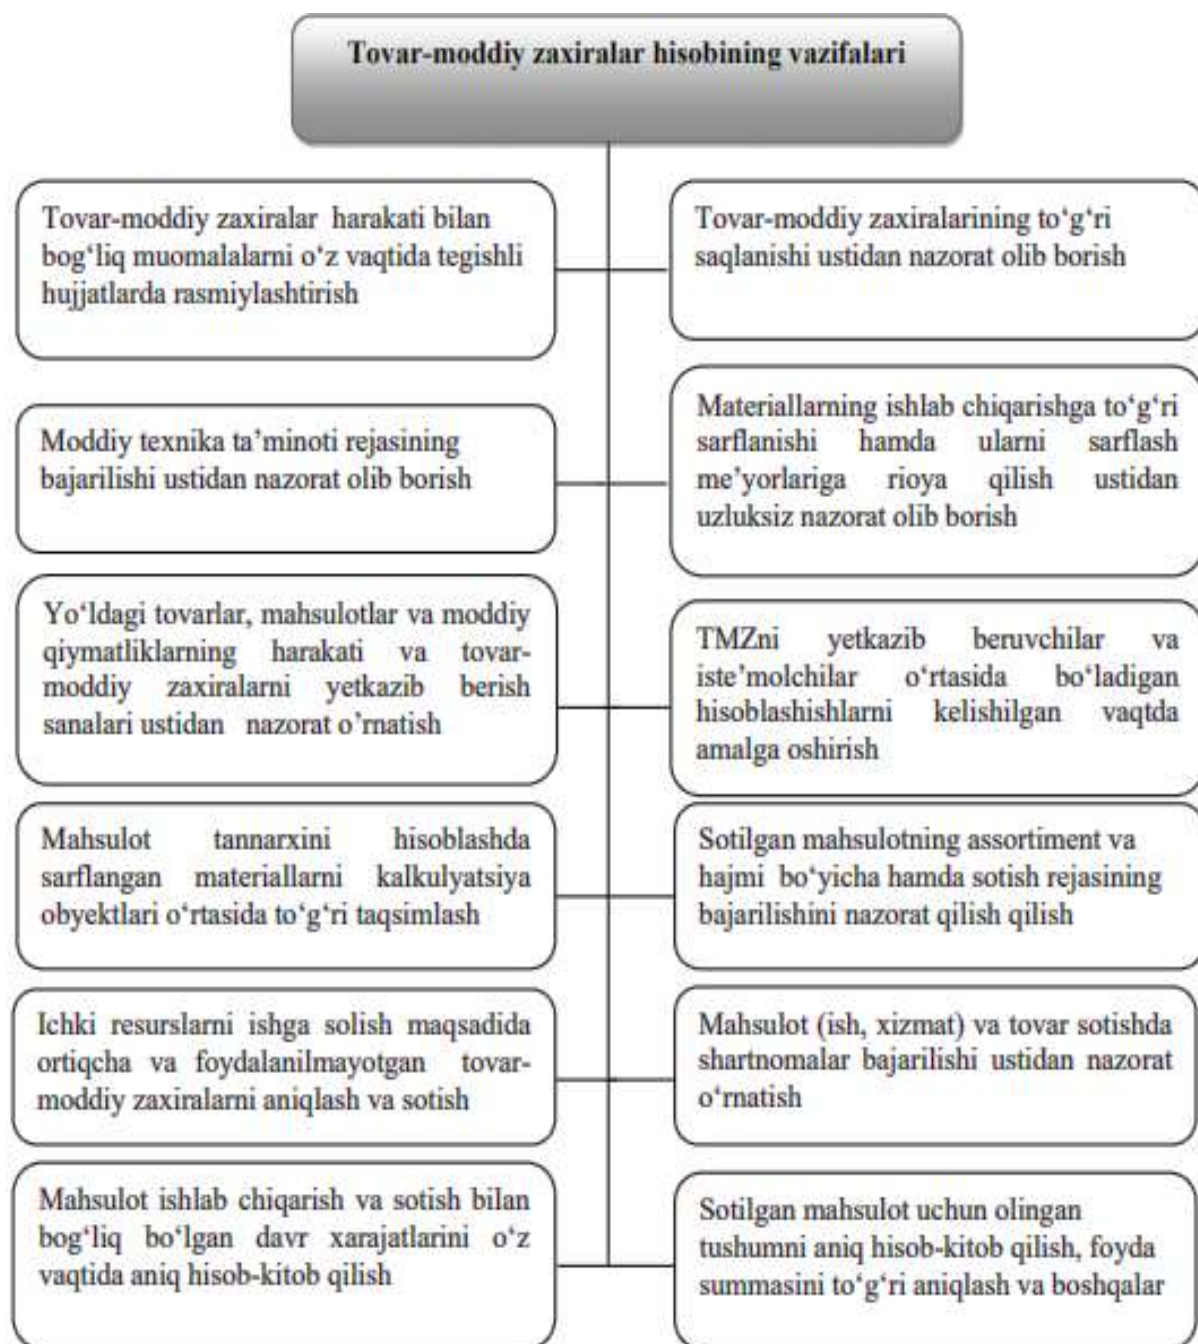 Tovar-moddiy zaxiralar hisobining vazifalari
Tovar-moddiy zaxiralar harakati bilan
bog‘liq muomalalarni o‘z vaqtida tegishli
hujjatlarda rasmiylashtirish
Tovar-moddiy zaxiralarining to‘g‘ri
saqlanishi ustidan nazorat olib borish
Moddiy texnika ta’minoti rejasining
bajarilishi ustidan nazorat olib borish
Materiallarning ishlab chiqarishga to‘g‘ri
sarflanishi hamda ularni sarflash
me’yorlariga rioya qilish ustidan
uzluksiz nazorat olib borish
Yo‘ldagi tovarlar, mahsulotlar va moddiy
qiymatliklarning harakati va tovar-
moddiy zaxiralarni yetkazib berish
sanalari ustidan nazorat o’rnatish
TMZni yetkazib beruvchilar va
iste’molchilar o‘rtasida bo‘ladigan
hisoblashishlarni kelishilgan vaqtda
amalga oshirish
Mahsulot tannarxini hisoblashda
sarflangan materiallarni kalkulyatsiya
obyektlari o‘rtasida to‘g‘ri taqsimlash
Sotilgan mahsulotning assortiment va
hajmi bo‘yicha hamda sotish rejasining
bajarilishini nazorat qilish qilish
Ichki resurslarni ishga solish maqsadida
ortiqcha va foydalanilmayotgan tovar-
moddiy zaxiralarni aniqlash va sotish
Mahsulot (ish, xizmat) va tovar sotishda
shartnomalar bajarilishi ustidan nazorat
o‘rnatish
Mahsulot ishlab chiqarish va sotish bilan
bog‘liq bo‘lgan davr xarajatlarini o‘z
vaqtida aniq hisob-kitob qilish
Sotilgan mahsulot uchun olingan
tushumni aniq hisob-kitob qilish, foyda
summasini to‘g‘ri aniqlash va boshqalar